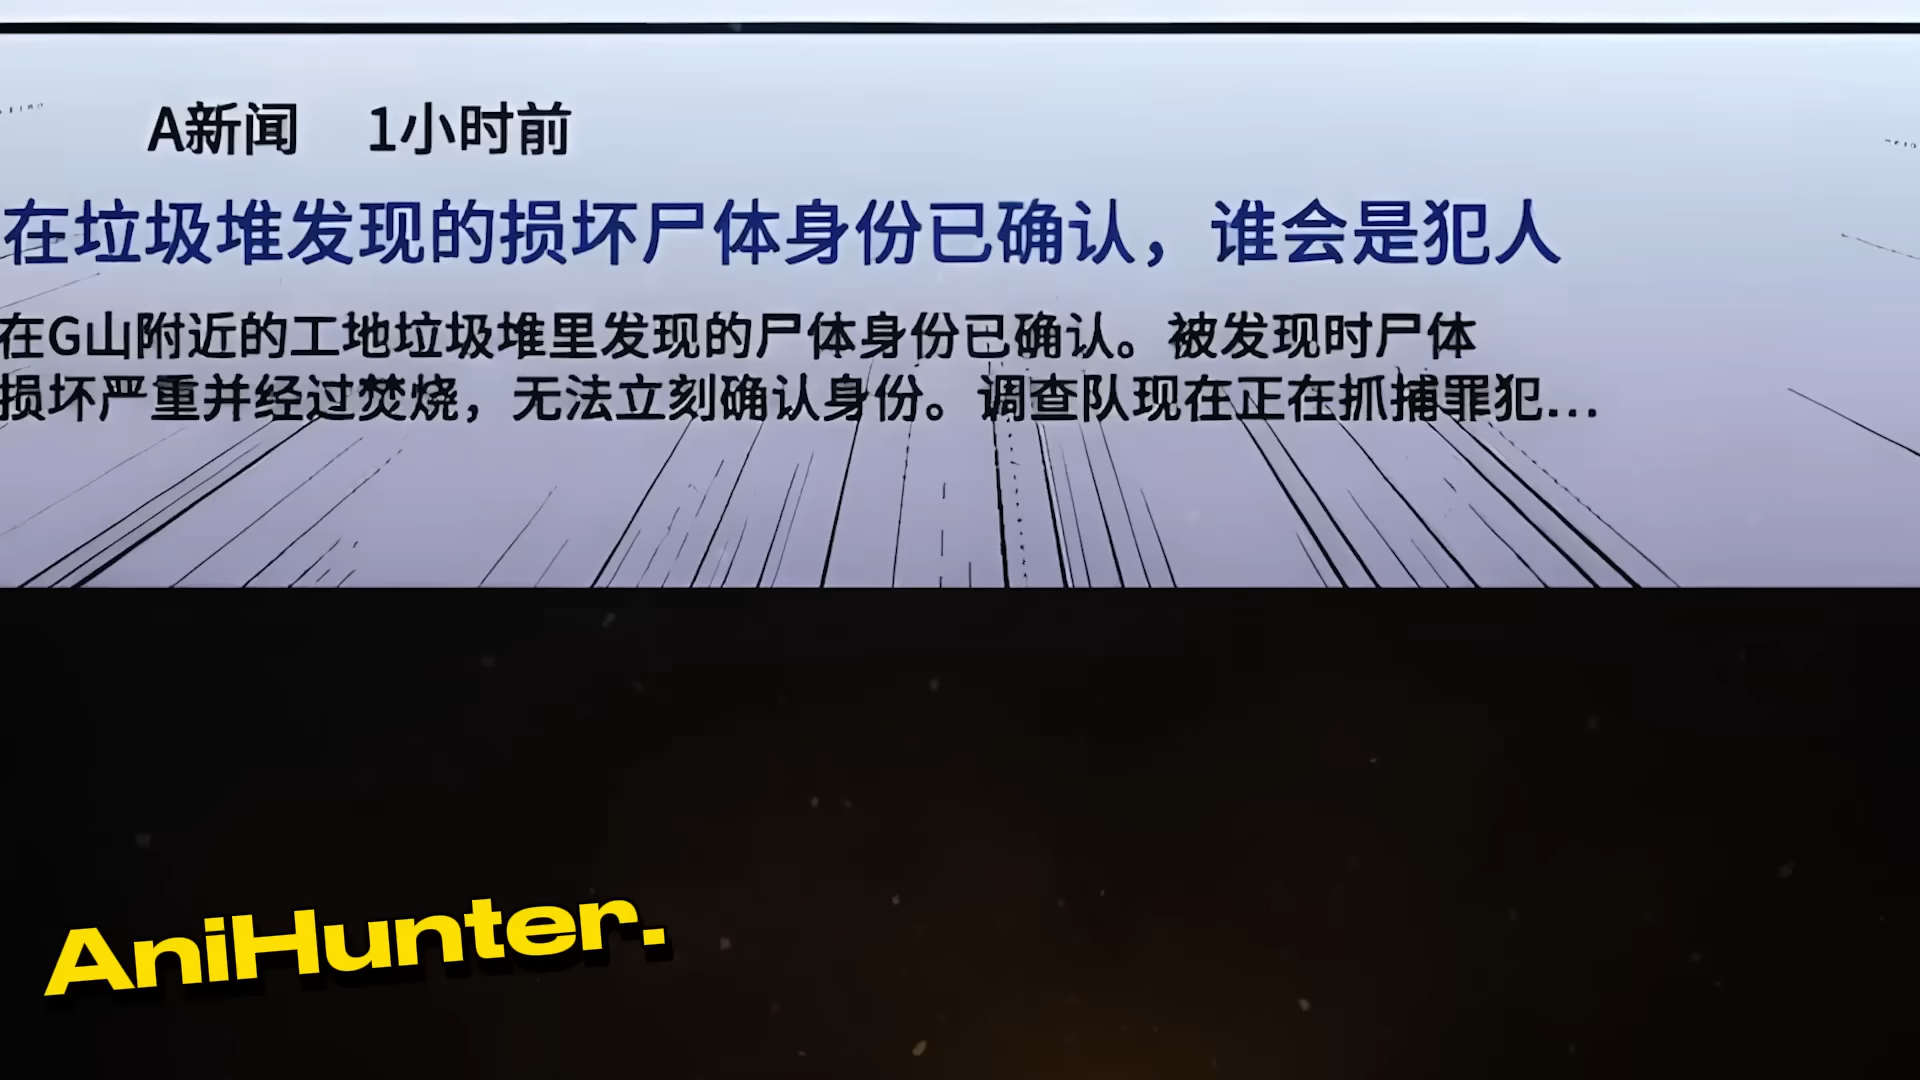 A新闻 1小时前
在垃圾堆发现的损坏尸体身份已确认，谁会是犯人
在G山附近的工地垃圾堆里发现的尸体身份已确认。被发现时尸体
损坏严重并经过焚烧，无法立刻确认身份。调查队现在正在抓捕罪犯...
AniHunter.